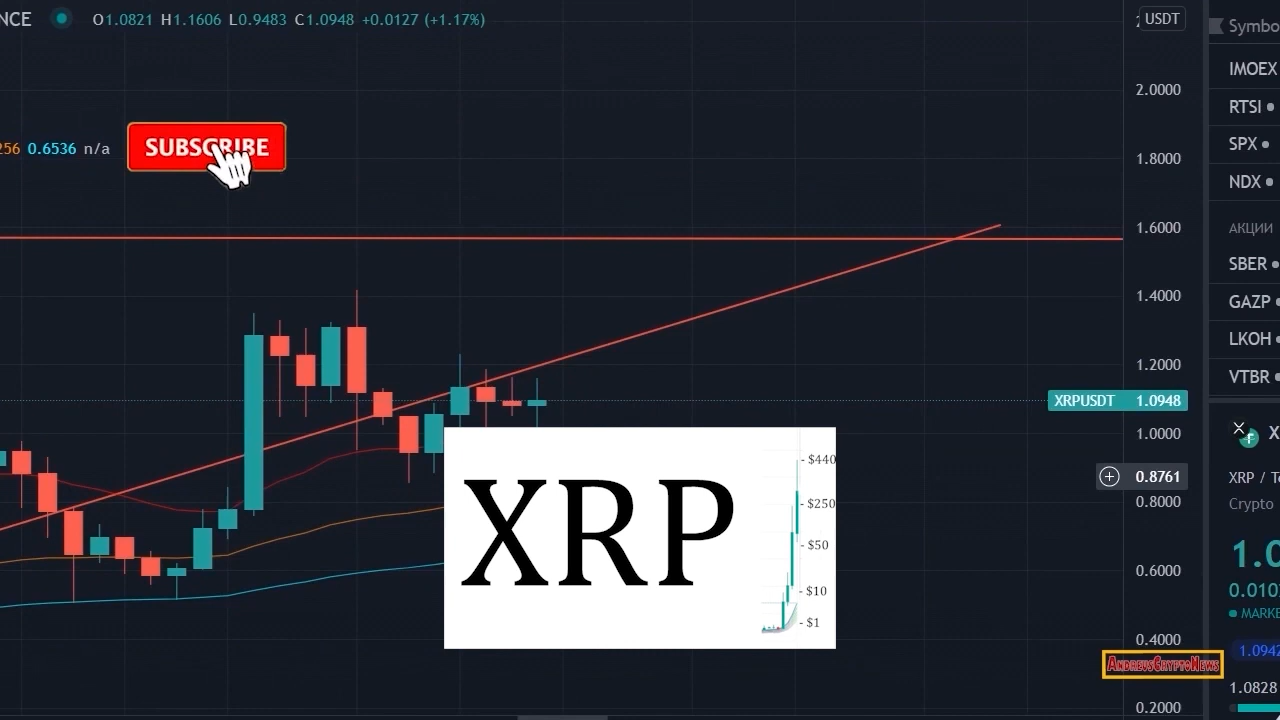 NCE O1.0821 H1.1606 L0.9483 C1.0948 +0.0127 (+1.17%)
USDT
Symbo
2.0000
IMOEX
RTSI
256 0.6536 n/a
SUBSCRIBE
1.8000
SPX
NDX
1.6000
АКЦИИ
SBER
1.4000
GAZP
LKOH
1.2000
VTBR
XRPUSDT 1.0948
1.0000
X
0.8761
XRP / Te
0.8000
Crypto
XRP
$440
$250
$50
$10
$1
1.0
0.6000
0.010
MARKE
0.4000
1.0942
ANDREVSCRYPTONEWS
1.0828
0.2000